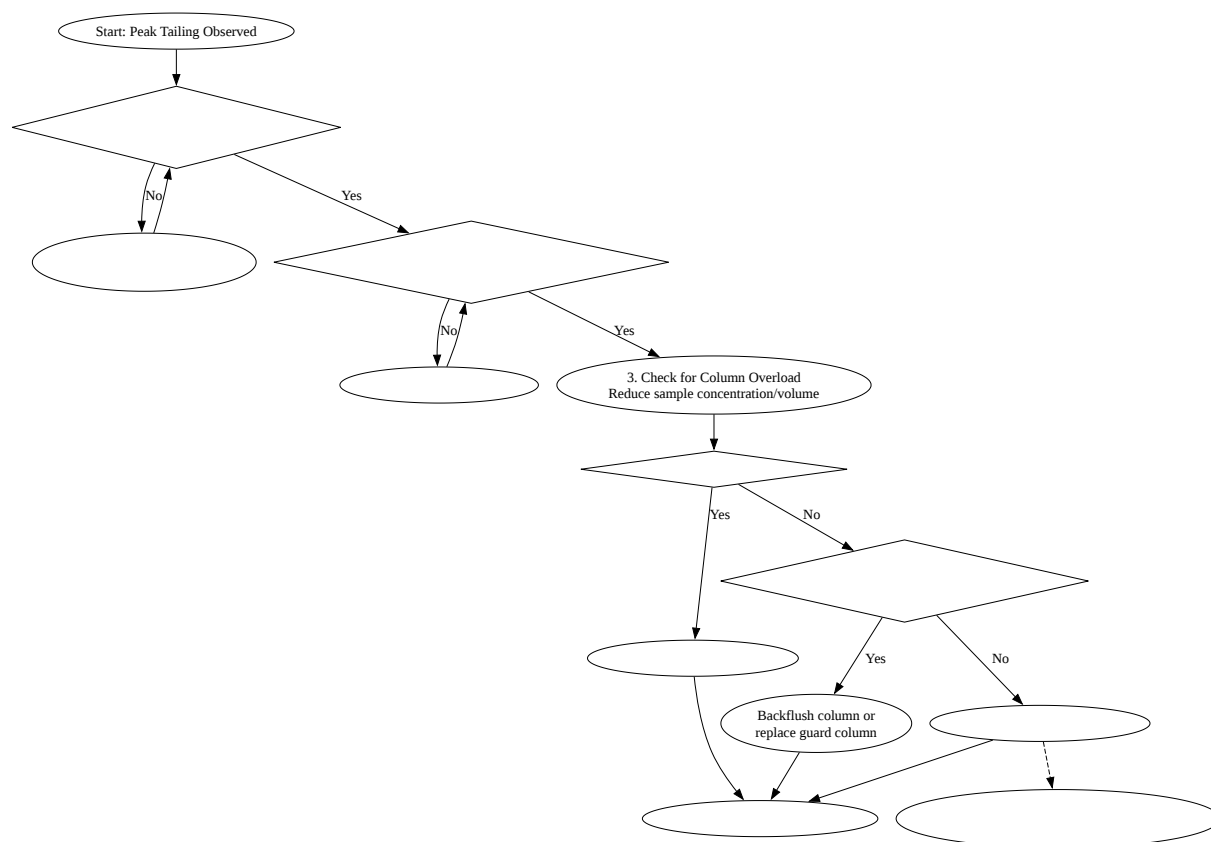 Start: Peak Tailing Observed
No
Yes
No
Yes
3. Check for Column Overload
Reduce sample concentration/volume
Yes
No
Yes
No
Backflush column or
replace guard column